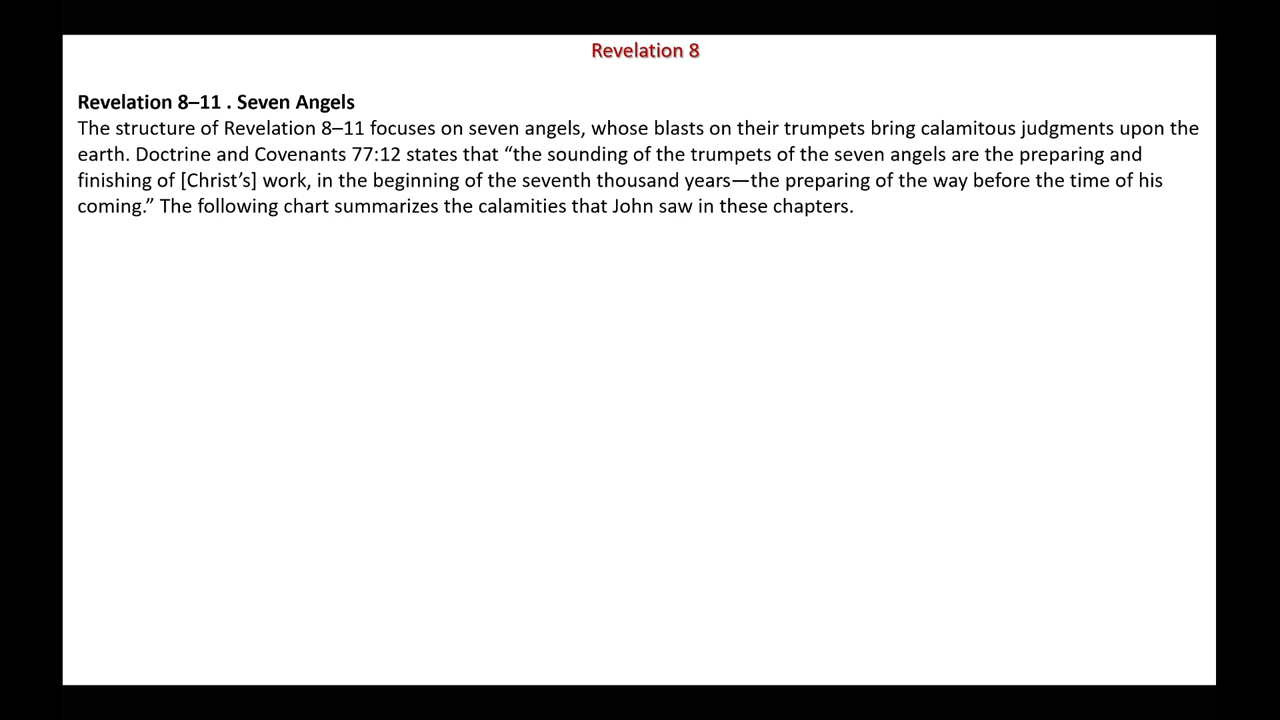 Revelation 8
Revelation 8–11 . Seven Angels
The structure of Revelation 8–11 focuses on seven angels, whose blasts on their trumpets bring calamitous judgments upon the
earth. Doctrine and Covenants 77:12 states that “the sounding of the trumpets of the seven angels are the preparing and
finishing of [Christ’s] work, in the beginning of the seventh thousand years—the preparing of the way before the time of his
coming.” The following chart summarizes the calamities that John saw in these chapters.